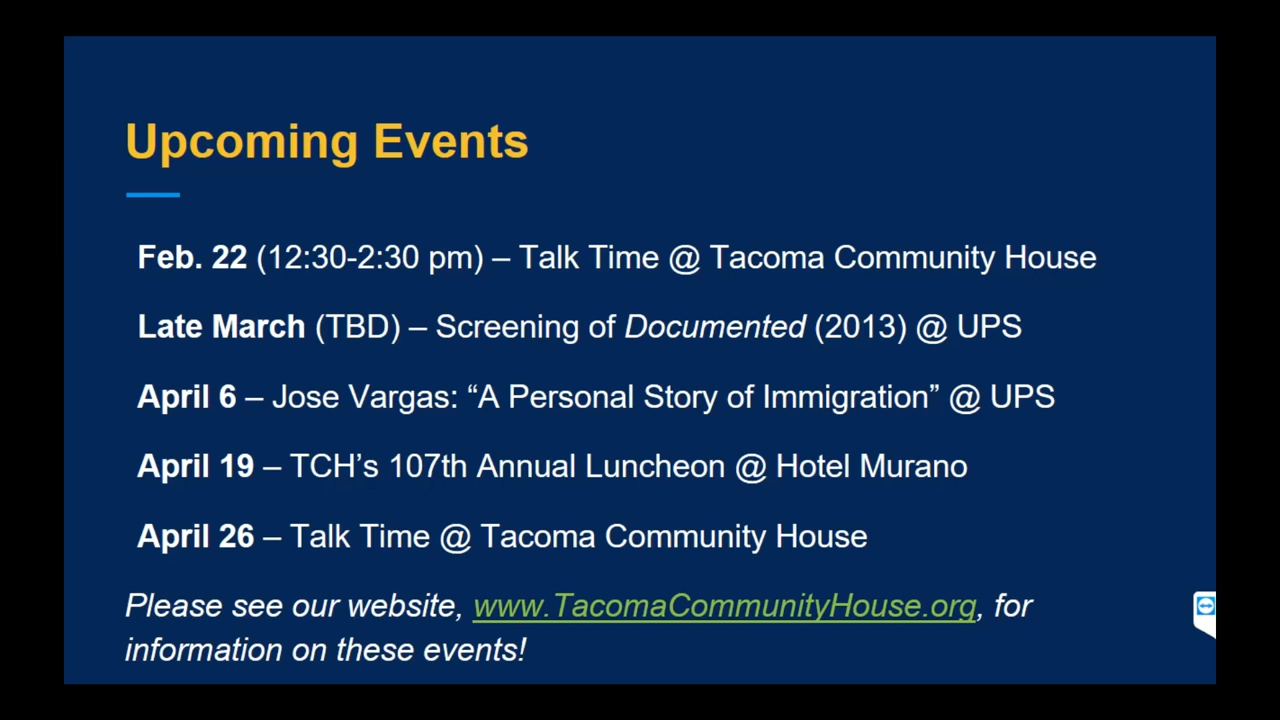 Upcoming Events
Feb. 22 (12:30-2:30 pm) – Talk Time @ Tacoma Community House
Late March (TBD) – Screening of Documented (2013) @ UPS
April 6 – Jose Vargas: “A Personal Story of Immigration” @ UPS
April 19 – TCH’s 107th Annual Luncheon @ Hotel Murano
April 26 – Talk Time @ Tacoma Community House
Please see our website, www.TacomaCommunityHouse.org, for
information on these events!